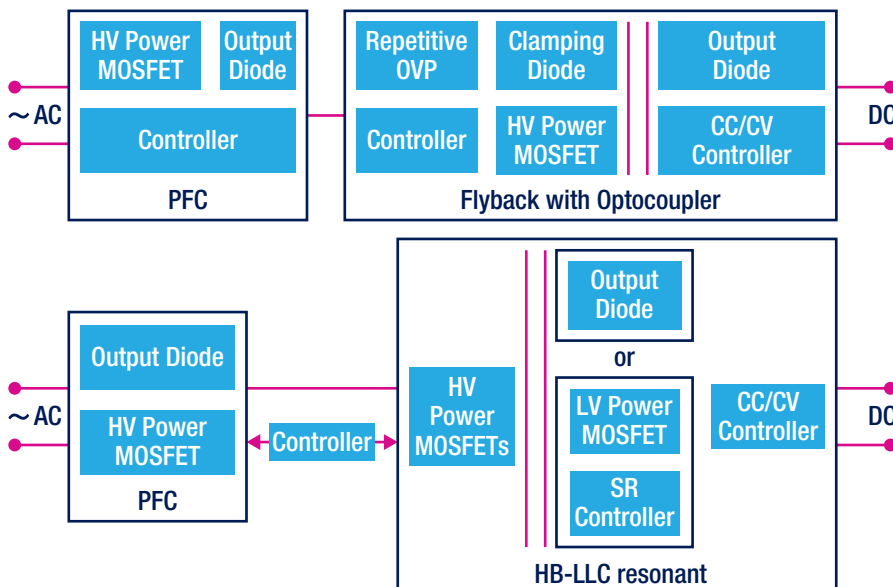 HV Power
MOSFET
Output
Diode
Controller
PFC
~ AC
Repetitive
OVP
Clamping
Diode
Output
Diode
Controller
HV Power
MOSFET
CC/CV
Controller
Flyback with Optocoupler
DC
Output Diode
HV Power
MOSFET
PFC
~ AC
Controller
HV
Power
MOSFETs
Output
Diode
or
LV Power
MOSFET
SR
Controller
CC/CV
Controller
HB-LLC resonant
DC